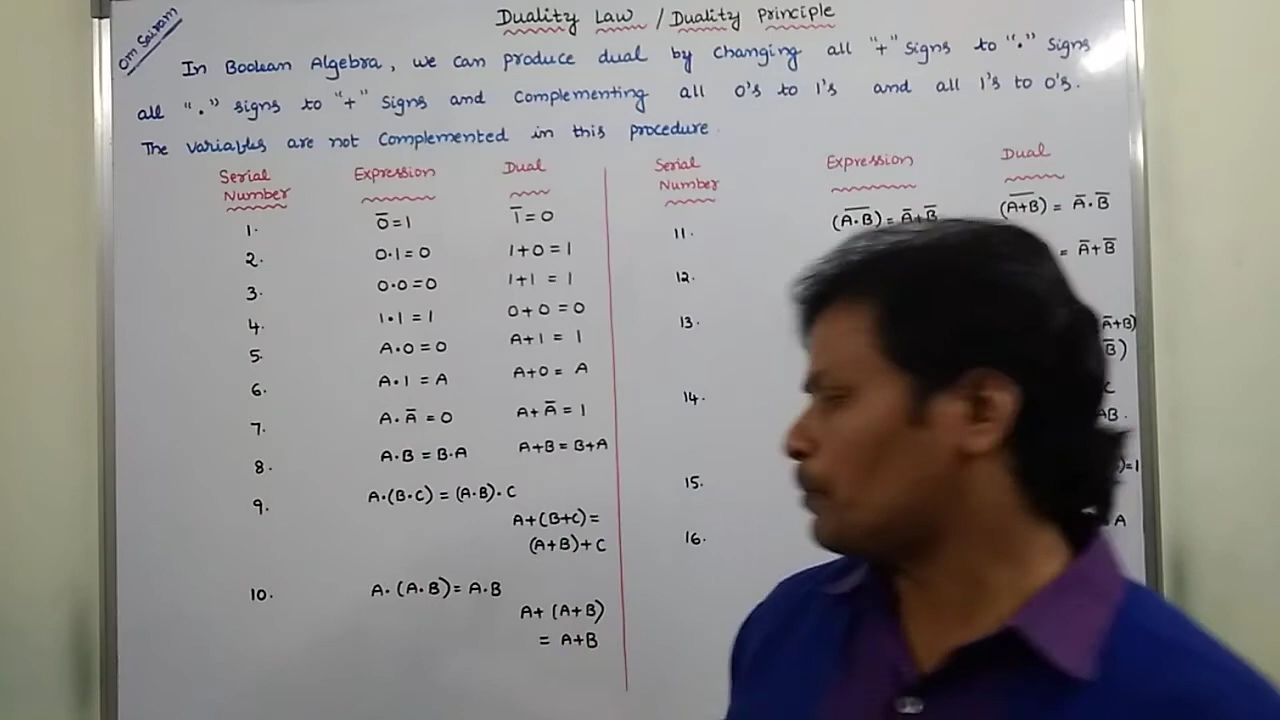 Duality Law / Duality Principle
Om Sairam
In Boolean Algebra, we can produce dual by changing all "+" signs to "." signs
all "." signs to "+" signs and complementing all 0's to 1's and all 1's to 0's.
The variables are not complemented in this procedure.
Serial Number Expression Dual
1. 0̅=1 1̅=0
2. 0·1=0 1+0=1
3. 0·0=0 1+1=1
4. 1·1=1 0+0=0
5. A·0=0 A+1=1
6. A·1=A A+0=A
7. A·A̅=0 A+A̅=1
8. A·B=B·A A+B=B+A
9. A·(B·C)=(A·B)·C
A+(B+C)=
(A+B)+C
10. A·(A·B)=A·B
A+(A+B)
=A+B
Serial Number Expression Dual
11. (A̅·̅B̅)=A̅+B̅ (A̅+̅B̅)=A̅·B̅
12. =A̅+B̅
13. A̅+B)
B̅)
14. C
AB.
15. )=1
16. A